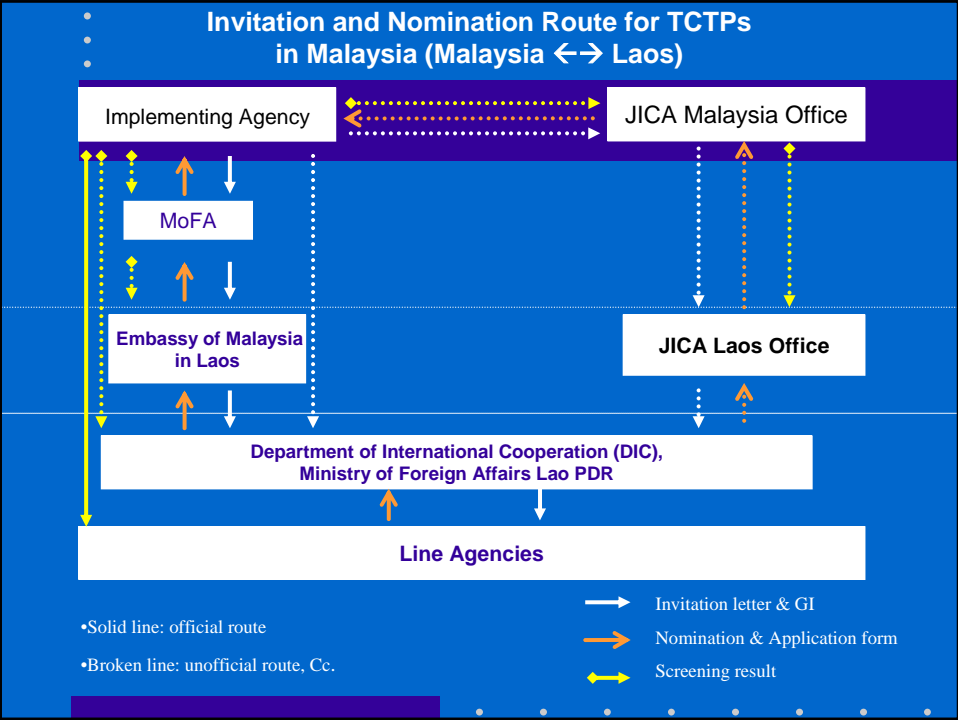 Invitation and Nomination Route for TCTPs
in Malaysia (Malaysia ←→ Laos)
Implementing Agency
JICA Malaysia Office
MoFA
Embassy of Malaysia
in Laos
JICA Laos Office
Department of International Cooperation (DIC),
Ministry of Foreign Affairs Lao PDR
Line Agencies
•Solid line: official route
•Broken line: unofficial route, Cc.
Invitation letter & GI
Nomination & Application form
Screening result